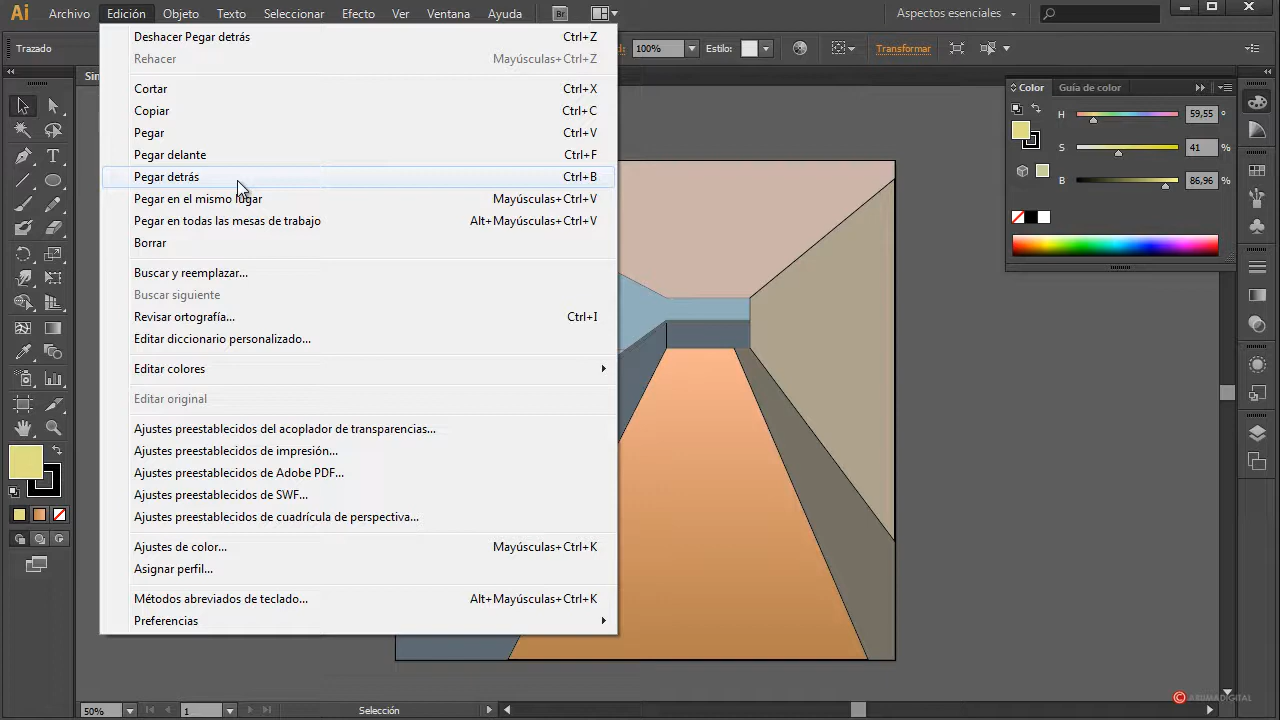 Ai Archivo Edición Objeto Texto Seleccionar Efecto Ver Ventana Ayuda Br Aspectos esenciales
Trazado 100% Estilo: Transformar
Deshacer Pegar detrás Ctrl+Z
Rehacer Mayúsculas+Ctrl+Z
Cortar Ctrl+X
Copiar Ctrl+C
Pegar Ctrl+V
Pegar delante Ctrl+F
Pegar detrás Ctrl+B
Pegar en el mismo lugar Mayúsculas+Ctrl+V
Pegar en todas las mesas de trabajo Alt+Mayúsculas+Ctrl+V
Borrar
Buscar y reemplazar...
Buscar siguiente
Revisar ortografía... Ctrl+I
Editar diccionario personalizado...
Editar colores
Editar original
Ajustes preestablecidos del acoplador de transparencias...
Ajustes preestablecidos de impresión...
Ajustes preestablecidos de Adobe PDF...
Ajustes preestablecidos de SWF...
Ajustes preestablecidos de cuadrícula de perspectiva...
Ajustes de color... Mayúsculas+Ctrl+K
Asignar perfil...
Métodos abreviados de teclado... Alt+Mayúsculas+Ctrl+K
Preferencias
Color Guía de color
H 59,55 °
S 41 %
B 86,96 %
50% 1 Selección